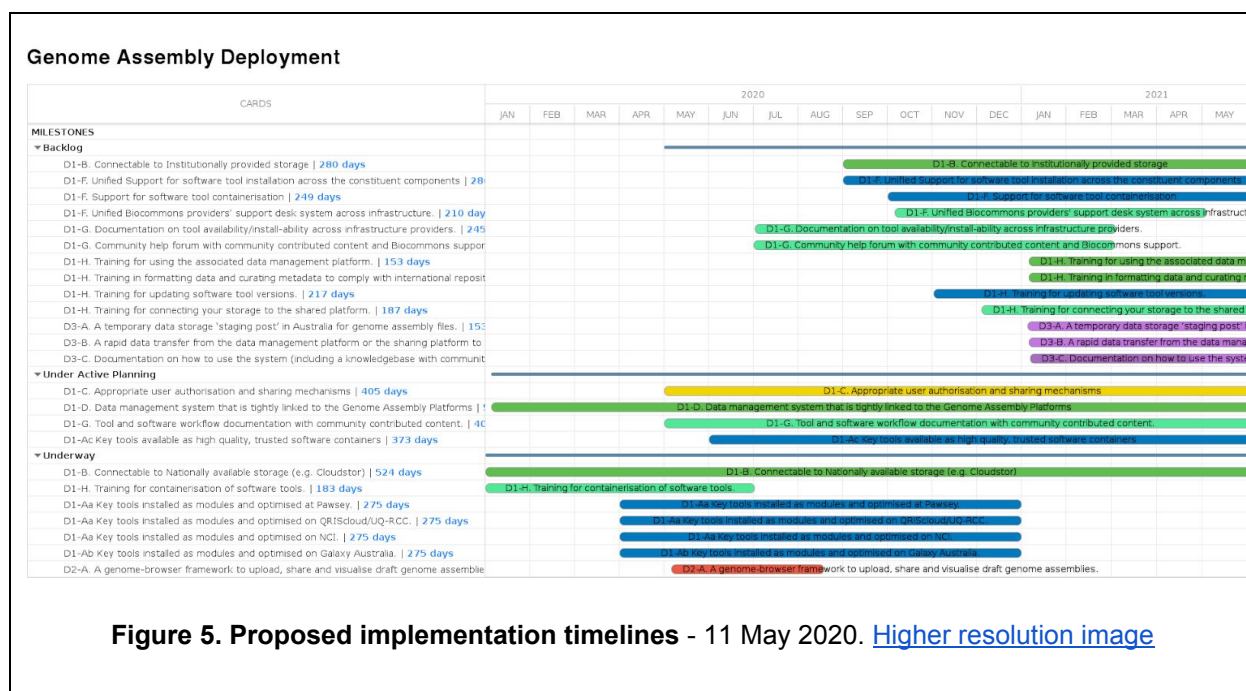 Genome Assembly Deployment
CARDS
2020
2021
JAN FEB MAR APR MAY JUN JUL AUG SEP OCT NOV DEC JAN FEB MAR APR MAY
MILESTONES
Backlog
D1-B. Connectable to Institutionally provided storage | 280 days D1-B. Connectable to Institutionally provided storage
D1-F. Unified Support for software tool installation across the constituent components | 28 D1-F. Unified Support for software tool installation across the constituent components.
D1-F. Support for software tool containerisation | 249 days D1-F. Support for software tool containerisation
D1-F. Unified Biocommons providers' support desk system across infrastructure. | 210 day D1-F. Unified Biocommons providers' support desk system across infrastruct
D1-G. Documentation on tool availability/install-ability across infrastructure providers. | 245 D1-G. Documentation on tool availability/install-ability across infrastructure providers.
D1-G. Community help forum with community contributed content and Biocommons suppor D1-G. Community help forum with community contributed content and Biocommons support.
D1-H. Training for using the associated data management platform. | 153 days D1-H. Training for using the associated data m
D1-H. Training in formatting data and curating metadata to comply with international reposit D1-H. Training in formatting data and curating
D1-H. Training for updating software tool versions. | 217 days D1-H. Training for updating software tool versions.
D1-H. Training for connecting your storage to the shared platform. | 187 days D1-H. Training for connecting your storage to the shared
D3-A. A temporary data storage 'staging post' in Australia for genome assembly files. | 153 D3-A. A temporary data storage 'staging post'
D3-B. A rapid data transfer from the data management platform or the sharing platform to D3-B. A rapid data transfer from the data mana
D3-C. Documentation on how to use the system (including a knowledgebase with communit D3-C. Documentation on how to use the syste
Under Active Planning
D1-C. Appropriate user authorisation and sharing mechanisms | 405 days D1-C. Appropriate user authorisation and sharing mechanisms
D1-D. Data management system that is tightly linked to the Genome Assembly Platforms | D1-D. Data management system that is tightly linked to the Genome Assembly Platforms
D1-G. Tool and software workflow documentation with community contributed content. | 40 D1-G. Tool and software workflow documentation with community contributed content.
D1-Ac Key tools available as high quality, trusted software containers | 373 days D1-Ac Key tools available as high quality, trusted software containers
Underway
D1-B. Connectable to Nationally available storage (e.g. Cloudstor) | 524 days D1-B. Connectable to Nationally available storage (e.g. Cloudstor)
D1-H. Training for containerisation of software tools. | 183 days D1-H. Training for containerisation of software tools.
D1-Aa Key tools installed as modules and optimised at Pawsey. | 275 days D1-Aa Key tools installed as modules and optimised at Pawsey.
D1-Aa Key tools installed as modules and optimised on QRIScloud/UQ-RCC. | 275 days D1-Aa Key tools installed as modules and optimised on QRIScloud/UQ-RCC.
D1-Aa Key tools installed as modules and optimised on NCI. | 275 days D1-Aa Key tools installed as modules and optimised on NCI.
D1-Ab Key tools installed as modules and optimised on Galaxy Australia. | 275 days D1-Ab Key tools installed as modules and optimised on Galaxy Australia.
D2-A. A genome-browser framework to upload, share and visualise draft genome assemblie D2-A. A genome-browser framework to upload, share and visualise draft genome assemblies.
Figure 5. Proposed implementation timelines - 11 May 2020. Higher resolution image